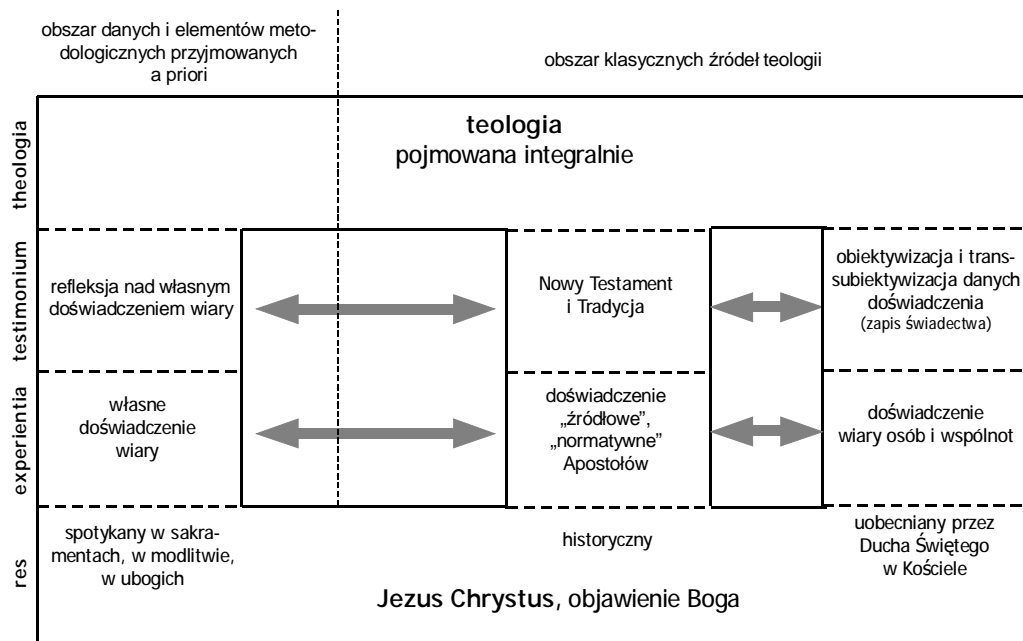 obszar danych i elementów meto-
dologicznych przyjmowanych
a priori
obszar klasycznych źródeł teologii
theologia
teologia
pojmowana integralnie
testimonium
refleksja nad własnym
doświadczeniem wiary
Nowy Testament
i Tradycja
obiektywizacja i trans-
subiektywizacja danych
doświadczenia
(zapis świadectwa)
experientia
własne
doświadczenie
wiary
doświadczenie
„źródłowe”,
„normatywne”
Apostołów
doświadczenie
wiary osób i wspólnot
res
spotykany w sakra-
mentach, w modlitwie,
w ubogich
historyczny
uobecniany przez
Ducha Świętego
w Kościele
Jezus Chrystus, objawienie Boga